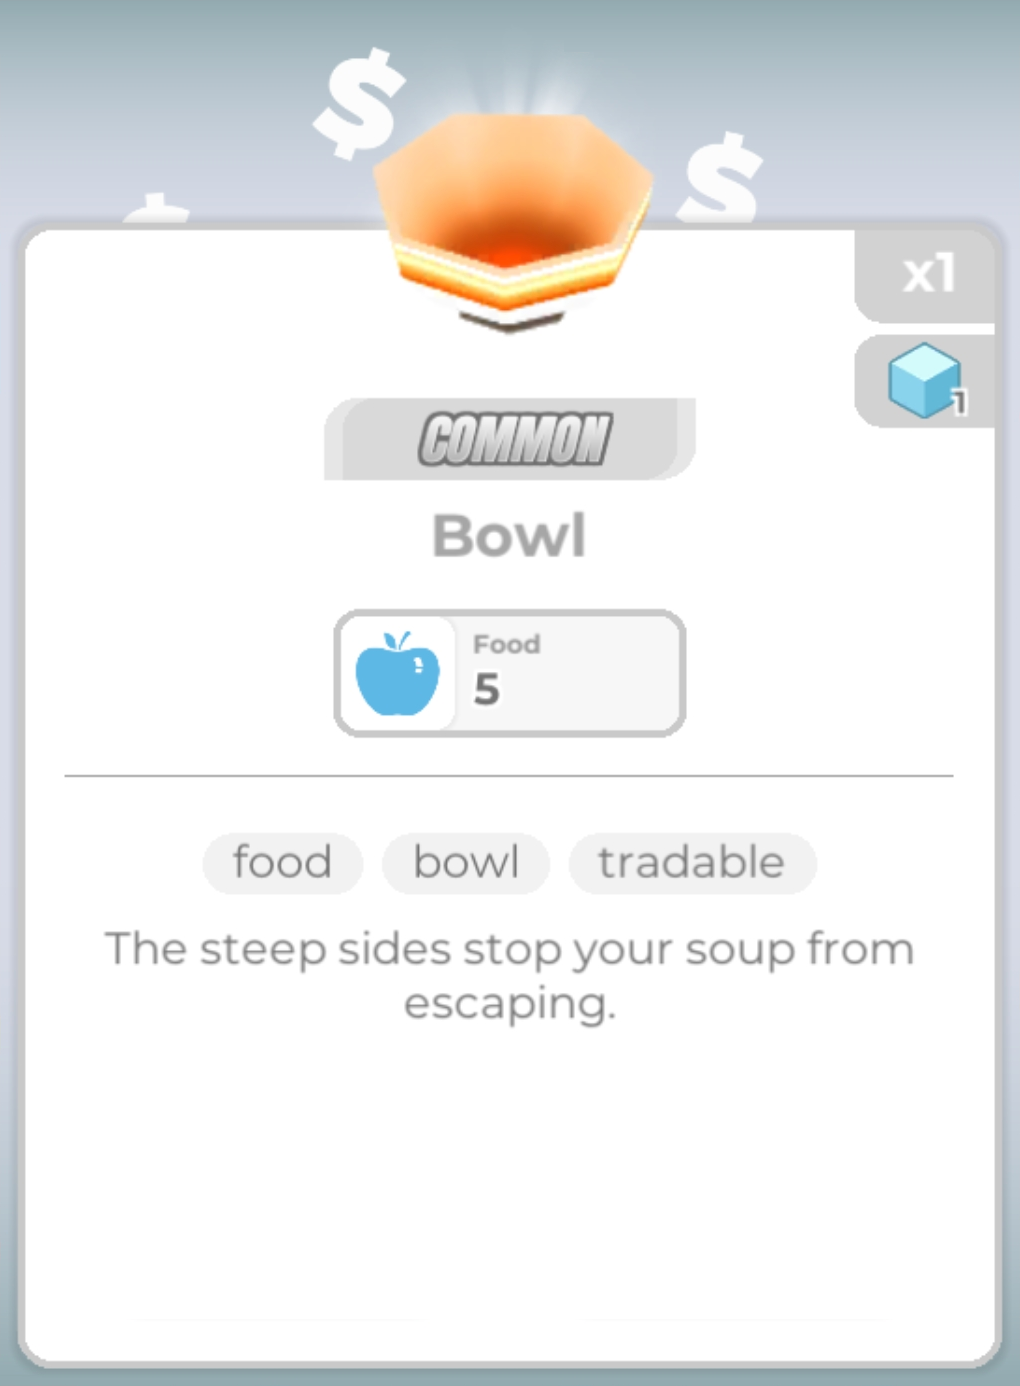 $
$
$
x1
1
COMMON
Bowl
Food
5
food bowl tradable
The steep sides stop your soup from
escaping.